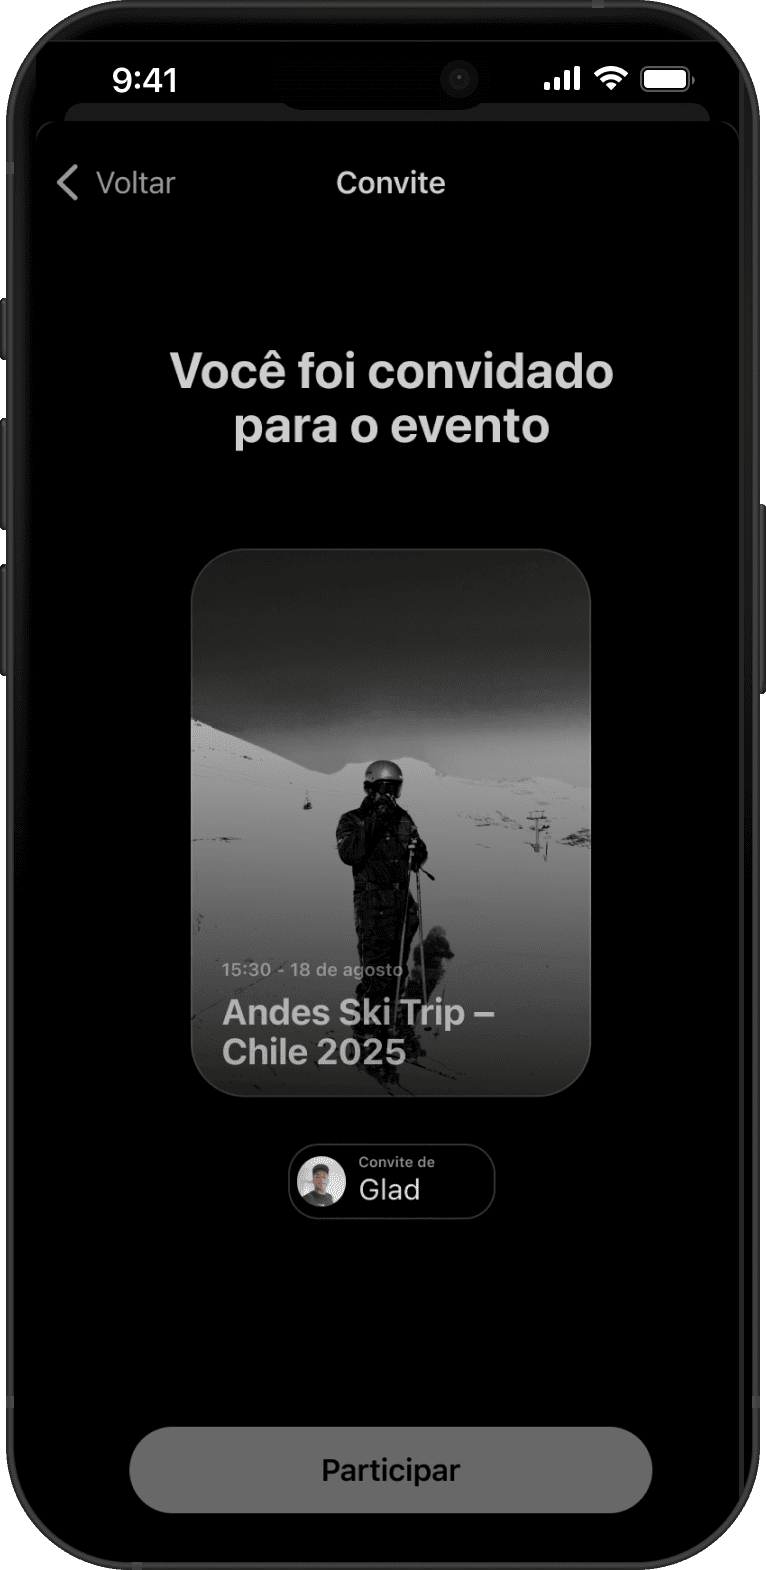 9:41
Voltar
Convite
Você foi convidado
para o evento
15:30 - 18 de agosto
Andes Ski Trip –
Chile 2025
Convite de
Glad
Participar